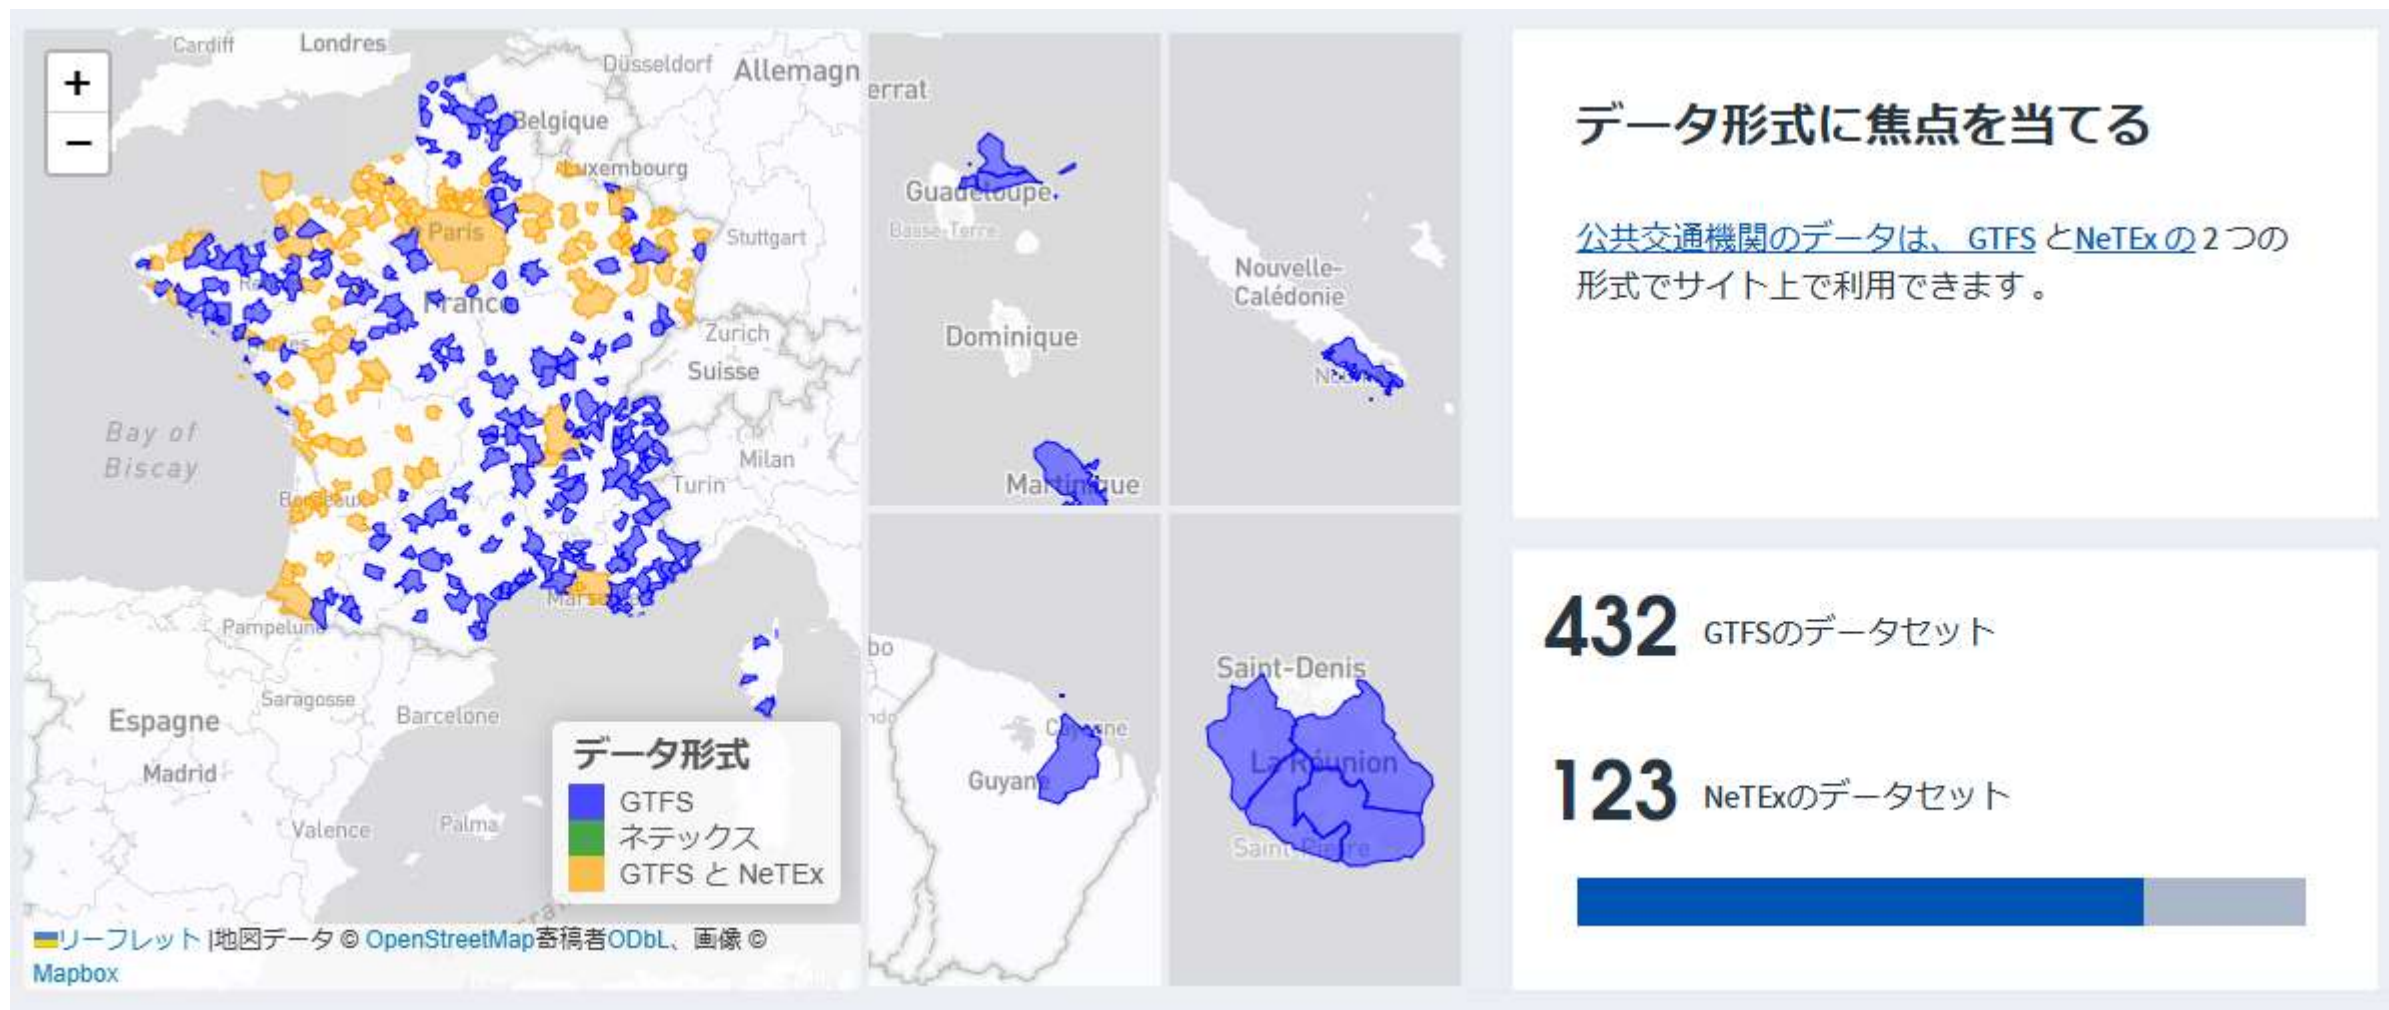 Cardiff
Londres
Düsseldorf
Allemagn
+
−
Belgique
Luxembourg
Paris
Stuttgart
France
Zurich
Suisse
Bay of
Biscay
Milan
Turin
Bordeaux
Pampelune
Saragosse
Barcelone
Espagne
Madrid
Valence
Palma
データ形式
GTFS
ネテックス
GTFS と NeTEx
リーフレット |地図データ © OpenStreetMap寄稿者ODbL、画像 ©
Mapbox
errat
Guadeloupe
Basse-Terre
Dominique
Martinique
Nouvelle-
Calédonie
bo
Cayenne
Guyane
Saint-Denis
La Réunion
Saint-Pierre
データ形式に焦点を当てる
公共交通機関のデータは、 GTFS とNeTEx の 2 つの
形式でサイト上で利用できます 。
432 GTFSのデータセット
123 NeTExのデータセット